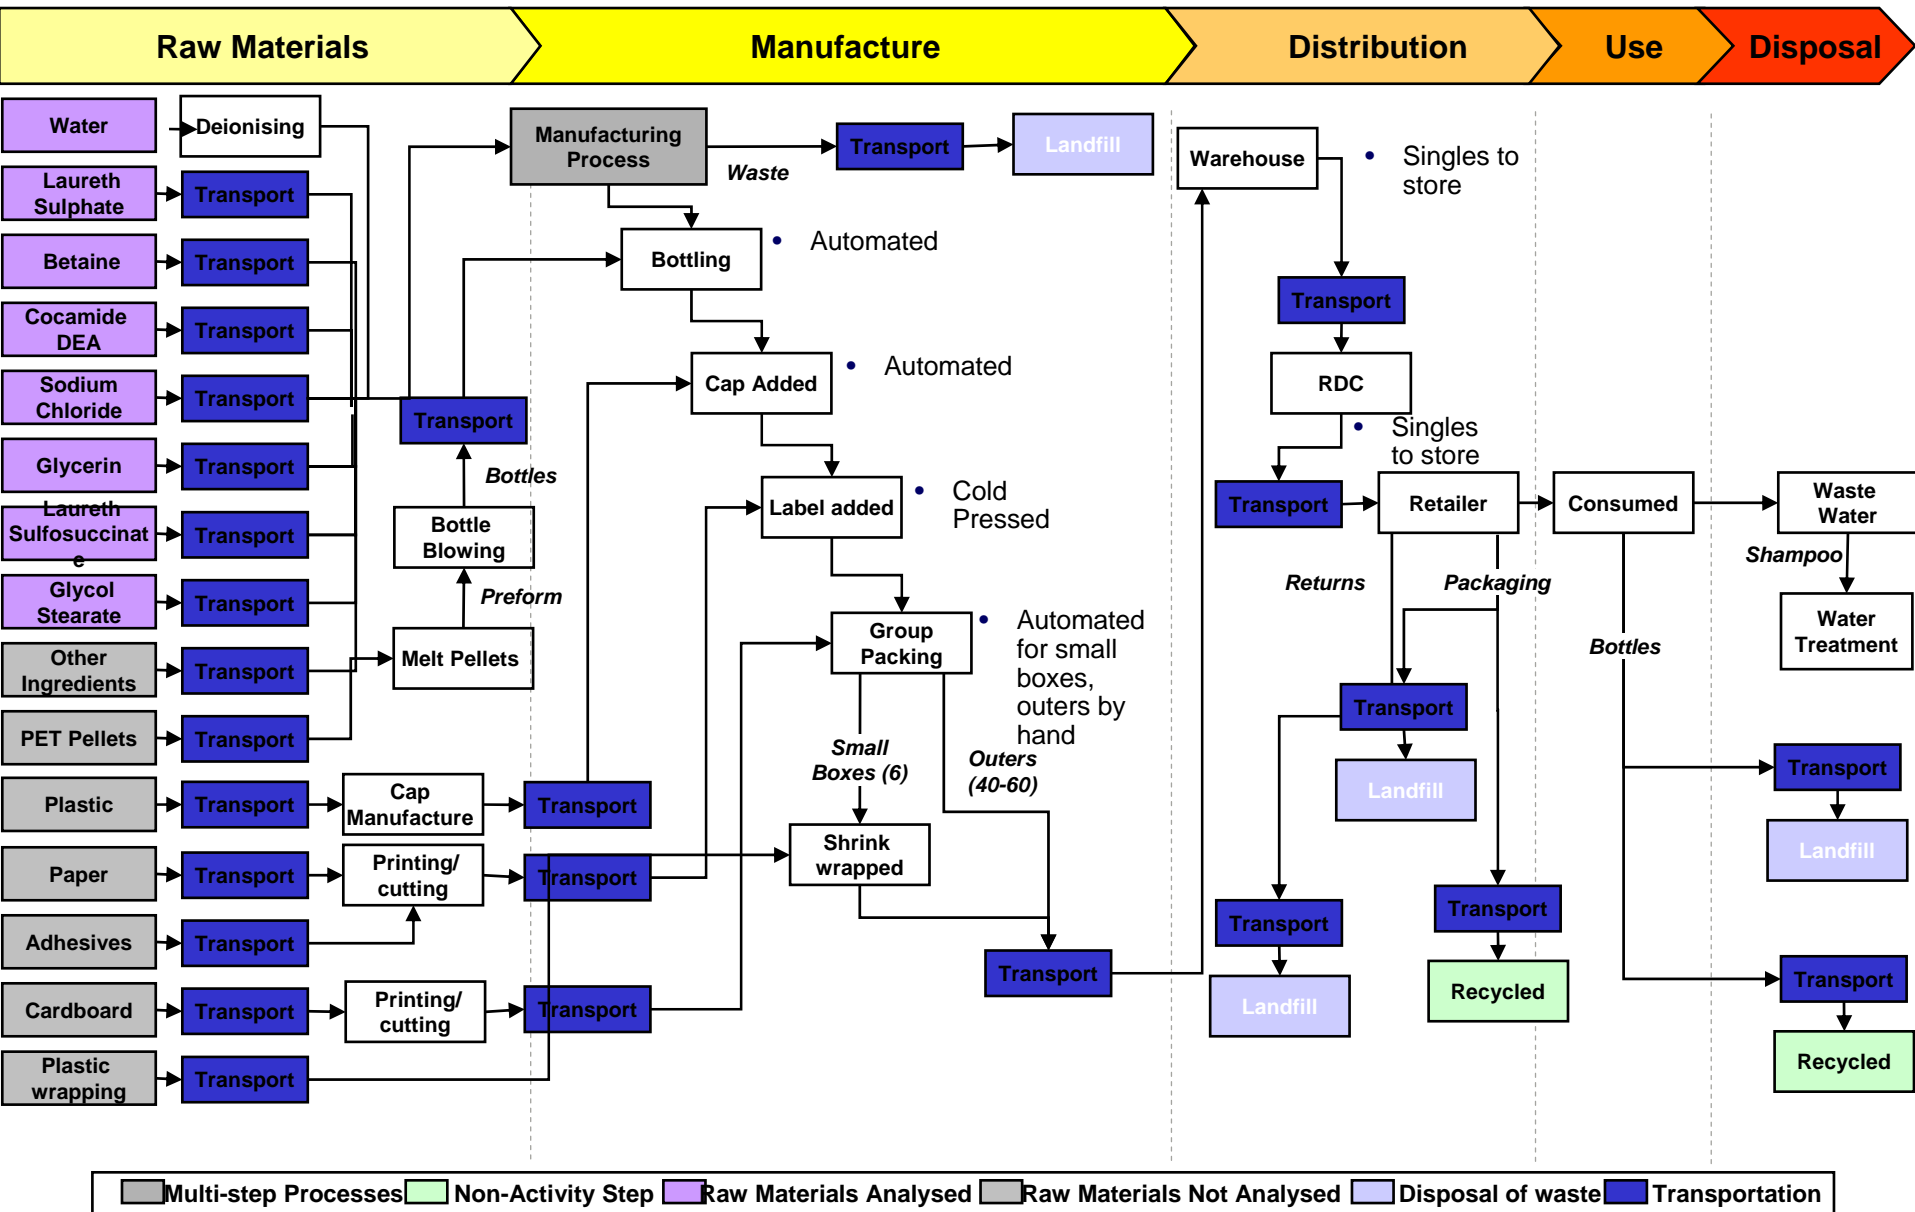 Raw Materials
Manufacture
Distribution
Use
Disposal
Water
Deionising
Laureth
Sulphate
Transport
Betaine
Transport
Cocamide
DEA
Transport
Sodium
Chloride
Transport
Glycerin
Transport
Laureth
Sulfosuccinat
e
Transport
Glycol
Stearate
Transport
Other
Ingredients
Transport
PET Pellets
Transport
Plastic
Transport
Cap
Manufacture
Transport
Paper
Transport
Printing/
cutting
Transport
Adhesives
Transport
Cardboard
Transport
Printing/
cutting
Transport
Plastic
wrapping
Transport
Transport
Bottles
Bottle
Blowing
Preform
Melt Pellets
Manufacturing
Process
Waste
Transport
Landfill
Bottling
• Automated
Cap Added
• Automated
Label added
• Cold
Pressed
Group
Packing
• Automated
for small
boxes,
outers by
hand
Small
Boxes (6)
Outers
(40-60)
Shrink
wrapped
Transport
Warehouse
• Singles to
store
Transport
RDC
• Singles
to store
Transport
Retailer
Returns
Packaging
Transport
Landfill
Transport
Landfill
Transport
Recycled
Consumed
Bottles
Waste
Water
Shampoo
Water
Treatment
Transport
Landfill
Transport
Recycled
Multi-step Processes
Non-Activity Step
Raw Materials Analysed
Raw Materials Not Analysed
Disposal of waste
Transportation